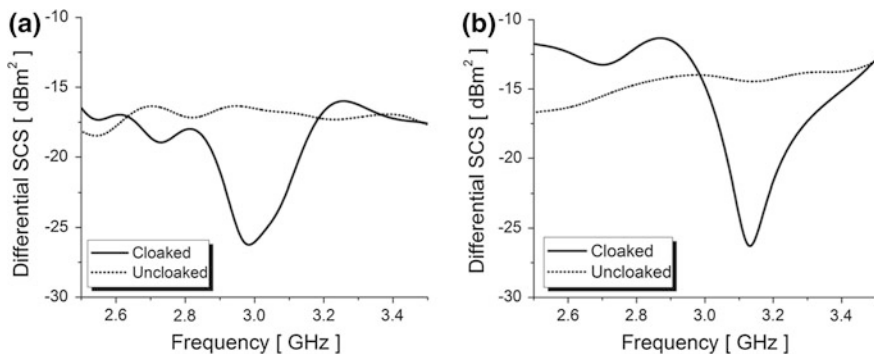 (a)
-10
-15
-20
-25
-30
Differential SCS [ dBm²]
Cloaked
Uncloaked
2.6 2.8 3.0 3.2 3.4
Frequency [ GHz]
(b)
-10
-15
-20
-25
-30
Differential SCS [ dBm²]
Cloaked
Uncloaked
2.6 2.8 3.0 3.2 3.4
Frequency [ GHz]